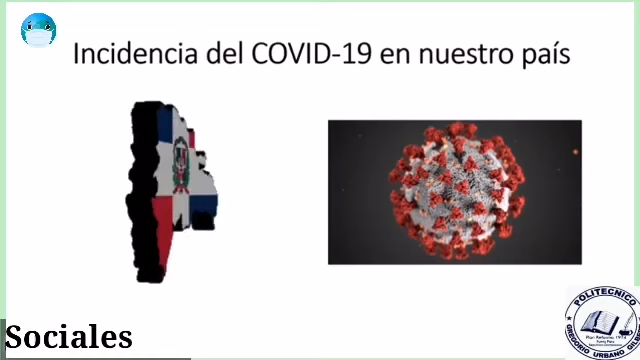 Incidencia del COVID-19 en nuestro país
Sociales
POLITECNICO
GREGORIO URBANO GILBERT